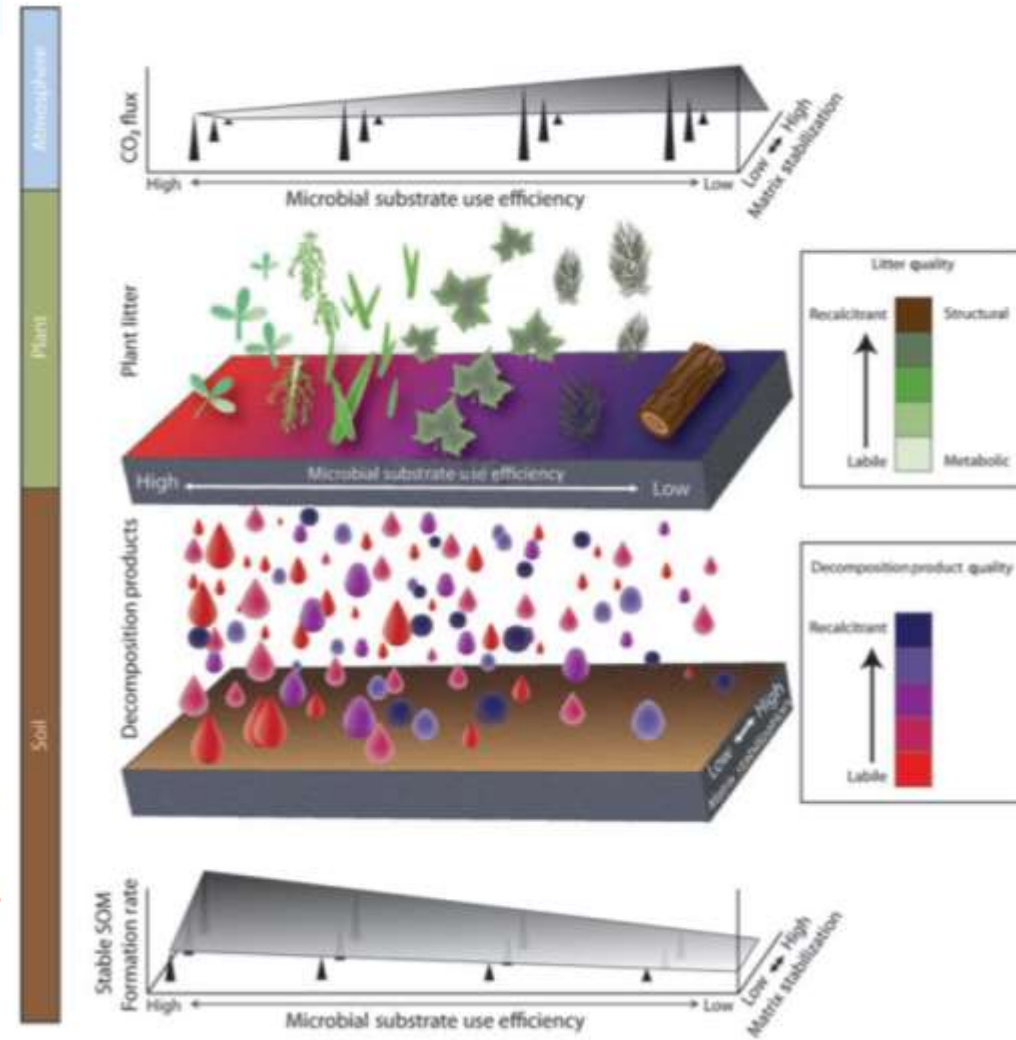 Atmosphere
CO₂ flux
High
Low
Microbial substrate use efficiency
Low High
Matrix stabilization
Plant
Plant litter
High
Microbial substrate use efficiency
Low
Litter quality
Recalcitrant
Structural
Labile
Metabolic
Soil
Decomposition products
Low High
Matrix
Decomposition product quality
Recalcitrant
Labile
Stable SOM
Formation rate
High
Low
Microbial substrate use efficiency
Low High
Matrix stabilization